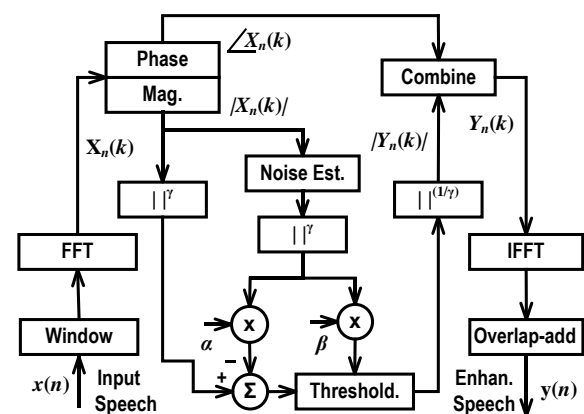 Phase
∠X_n(k)
Mag.
|X_n(k)|
Combine
X_n(k)
|Y_n(k)|
Y_n(k)
Noise Est.
| |^γ
| |^γ
| |^(1/γ)
FFT
IFFT
Window
α
x
β
x
Overlap-add
−
+
Σ
Threshold.
x(n)
Input
Speech
Enhan.
Speech
y(n)